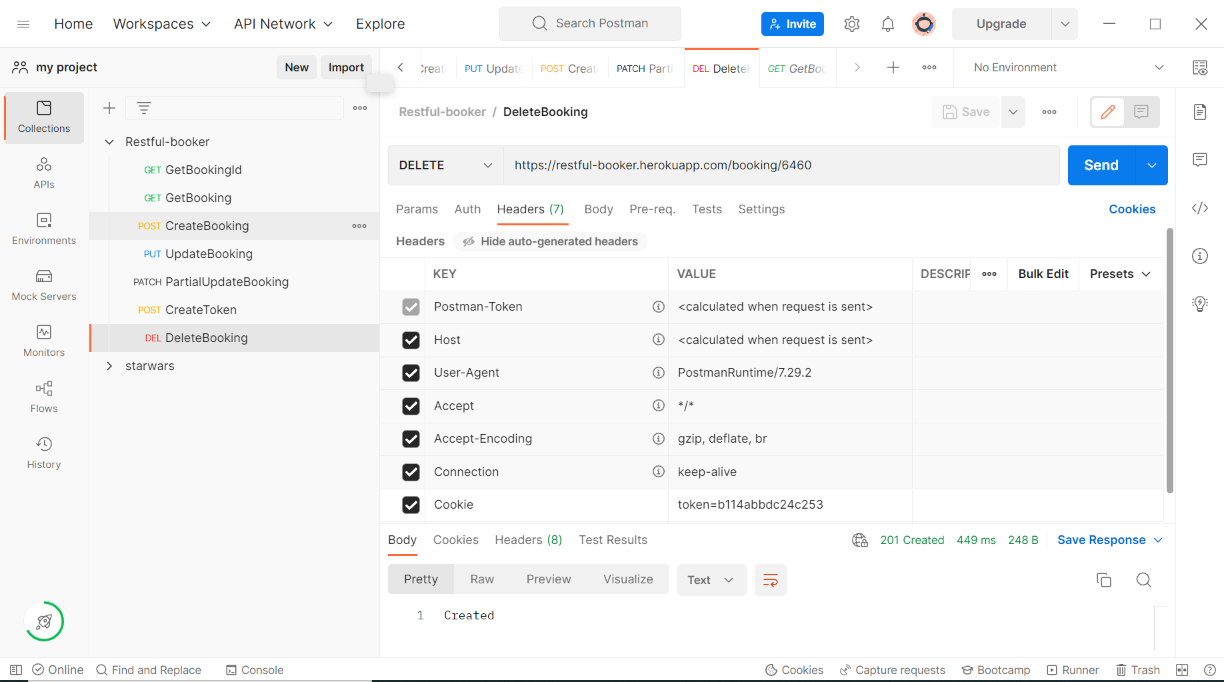 Home Workspaces API Network Explore Search Postman Invite Upgrade
my project New Import PUT POST PATCH DEL GET No Environment
Restful-booker / DeleteBooking Save
Collections
APIs
Environments
Mock Servers
Monitors
Flows
History
Restful-booker
GET GetBookingId
GET GetBooking
POST CreateBooking
PUT UpdateBooking
PATCH PartialUpdateBooking
POST CreateToken
DEL DeleteBooking
starwars
DELETE https://restful-booker.herokuapp.com/booking/6460 Send
Params Auth Headers (7) Body Pre-req. Tests Settings Cookies
Headers Hide auto-generated headers
KEY VALUE DESCRIP Bulk Edit Presets
Postman-Token <calculated when request is sent>
Host <calculated when request is sent>
User-Agent PostmanRuntime/7.29.2
Accept */*
Accept-Encoding gzip, deflate, br
Connection keep-alive
Cookie token=b114abbdc24c253
Body Cookies Headers (8) Test Results 201 Created 449 ms 248 B Save Response
Pretty Raw Preview Visualize Text
1 Created
Online Find and Replace Console Cookies Capture requests Bootcamp Runner Trash